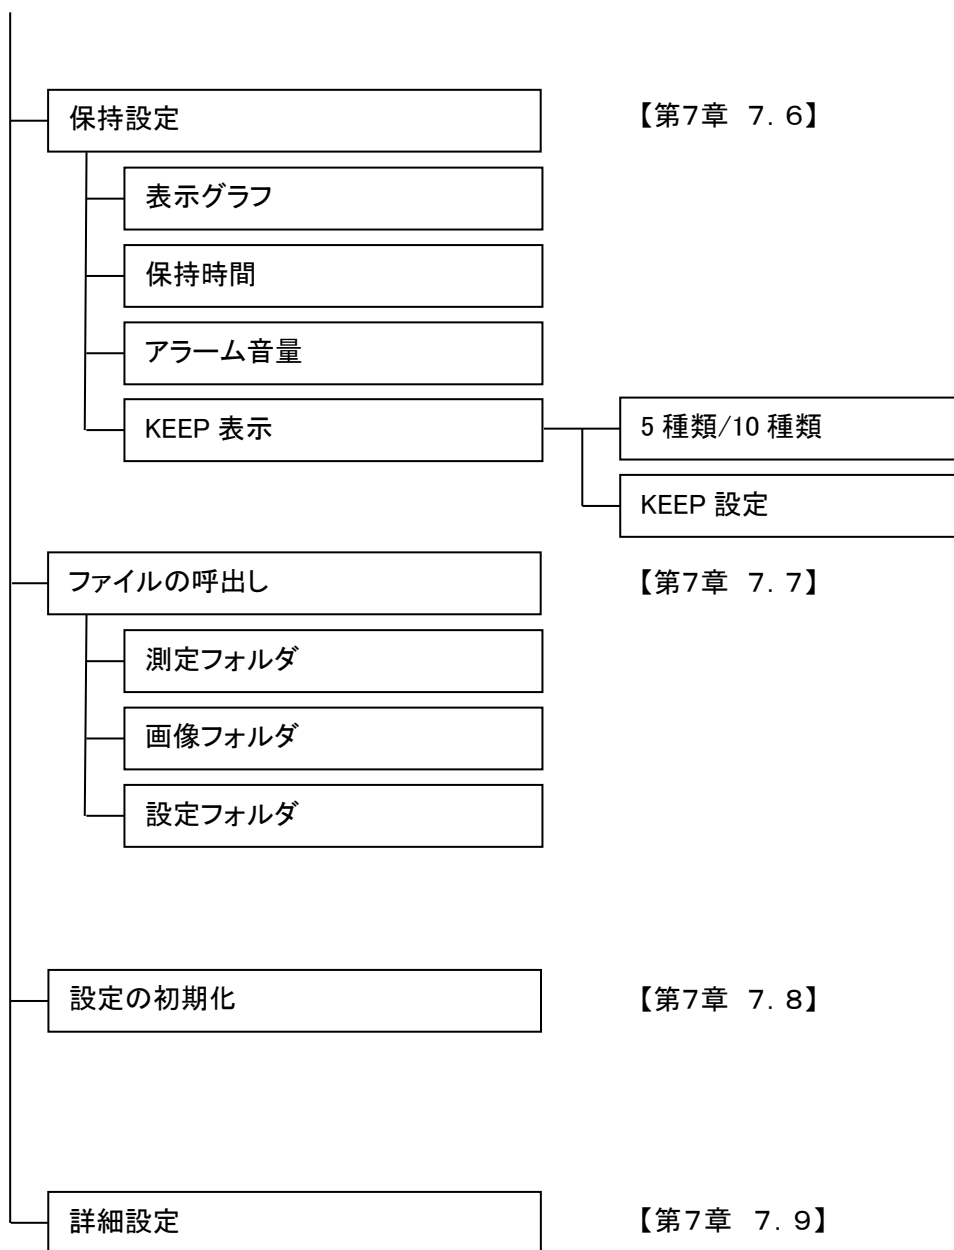 保持設定 【第7章 7.6】
表示グラフ
保持時間
アラーム音量
KEEP 表示
5 種類/10 種類
KEEP 設定
ファイルの呼出し 【第7章 7.7】
測定フォルダ
画像フォルダ
設定フォルダ
設定の初期化 【第7章 7.8】
詳細設定 【第7章 7.9】